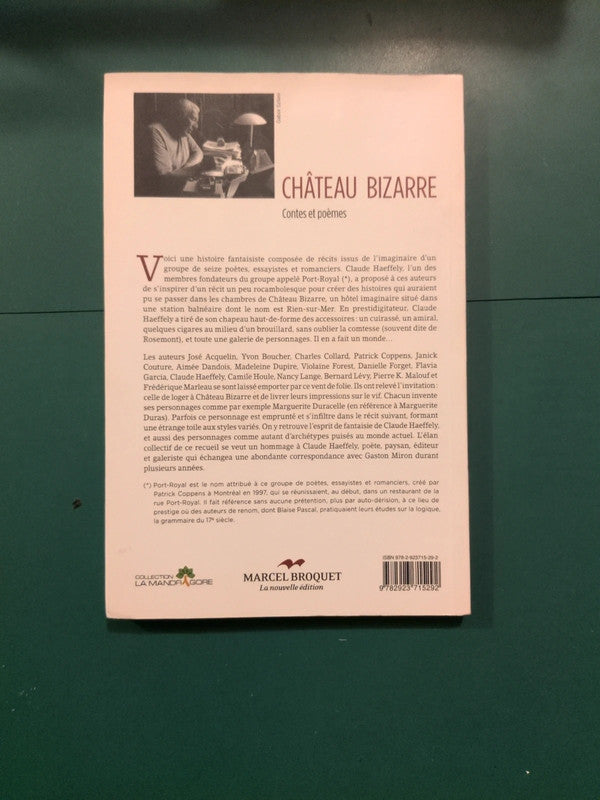 CHÂTEAU BIZARRE
Contes et poèmes
Voici une histoire fantaisiste composée de récits issus de l'imaginaire d'un
groupe de seize poètes, essayistes et romanciers. Claude Haeffely, l'un des
membres fondateurs du groupe appelé Port-Royal (*), a proposé à ces auteurs
de s'inspirer d'un récit un peu rocambolesque pour créer des histoires qui auraient
pu se passer dans les chambres de Château Bizarre, un hôtel imaginaire situé dans
une station balnéaire dont le nom est Rien-sur-Mer. En prestidigitateur, Claude
Haeffely a tiré de son chapeau haut-de-forme des accessoires : un cuirassé, un amiral,
quelques cigares au milieu d'un brouillard, sans oublier la comtesse (souvent dite de
Rosemont), et toute une galerie de personnages. Il en a fait un monde...
Les auteurs José Acquelin, Yvon Boucher, Charles Collard, Patrick Coppens, Janick
Couture, Aimée Dandois, Madeleine Dupire, Violaine Forest, Danielle Forget, Flavia
Garcia, Claude Haeffely, Camile Houle, Nancy Lange, Bernard Lévy, Pierre K. Malouf et
Frédérique Marleau se sont laissé emporter par ce vent de folie. Ils ont relevé l'invitation :
celle de loger à Château Bizarre et de livrer leurs impressions sur le vif. Chacun invente
ses personnages comme par exemple Marguerite Duracelle (en référence à Marguerite
Duras). Parfois ce personnage est emprunté et s'infiltre dans le récit suivant, formant
une étrange toile aux styles variés. On y retrouve l'esprit de fantaisie de Claude Haeffely,
et aussi des personnages comme autant d'archétypes puisés au monde actuel. L'élan
collectif de ce recueil se veut un hommage à Claude Haeffely, poète, paysan, éditeur
et galeriste qui échangea une abondante correspondance avec Gaston Miron durant
plusieurs années.
(*) Port-Royal est le nom attribué à ce groupe de poètes, essayistes et romanciers, créé par
Patrick Coppens à Montréal en 1997, qui se réunissaient, au début, dans un restaurant de la
rue Port-Royal. Il fait référence sans aucune prétention, plus par auto-dérision, à ce lieu de
prestige où des auteurs de renom, dont Blaise Pascal, pratiquaient leurs études sur la logique,
la grammaire du 17e siècle.
COLLECTION
LA MANDRAGORE
MARCEL BROQUET
La nouvelle édition
ISBN 978-2-923715-29-2
9 782923 715292